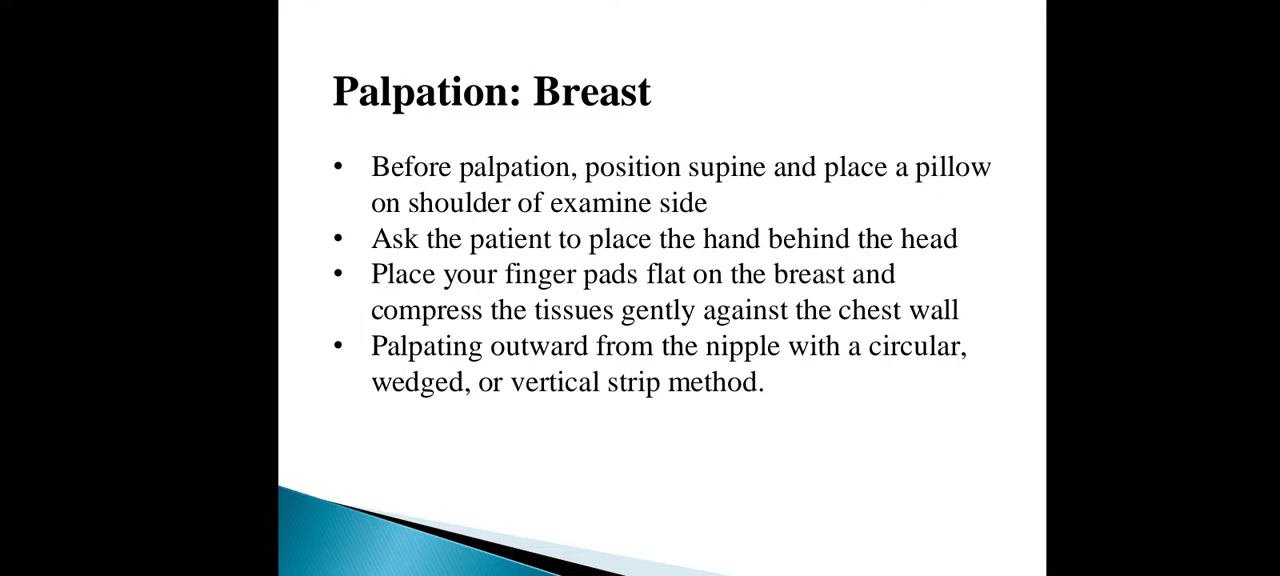 Palpation: Breast
• Before palpation, position supine and place a pillow
on shoulder of examine side
• Ask the patient to place the hand behind the head
• Place your finger pads flat on the breast and
compress the tissues gently against the chest wall
• Palpating outward from the nipple with a circular,
wedged, or vertical strip method.